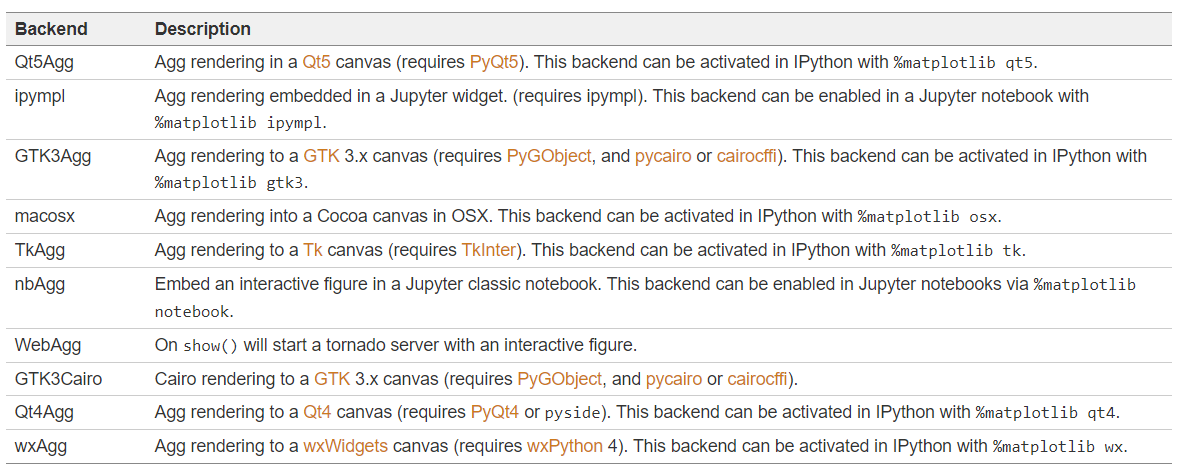 Backend Description
Qt5Agg Agg rendering in a Qt5 canvas (requires PyQt5). This backend can be activated in IPython with %matplotlib qt5.
ipympl Agg rendering embedded in a Jupyter widget. (requires ipympl). This backend can be enabled in a Jupyter notebook with
%matplotlib ipympl.
GTK3Agg Agg rendering to a GTK 3.x canvas (requires PyGObject, and pycairo or cairocffi). This backend can be activated in IPython with
%matplotlib gtk3.
macosx Agg rendering into a Cocoa canvas in OSX. This backend can be activated in IPython with %matplotlib osx.
TkAgg Agg rendering to a Tk canvas (requires TkInter). This backend can be activated in IPython with %matplotlib tk.
nbAgg Embed an interactive figure in a Jupyter classic notebook. This backend can be enabled in Jupyter notebooks via %matplotlib
notebook.
WebAgg On show() will start a tornado server with an interactive figure.
GTK3Cairo Cairo rendering to a GTK 3.x canvas (requires PyGObject, and pycairo or cairocffi).
Qt4Agg Agg rendering to a Qt4 canvas (requires PyQt4 or pyside). This backend can be activated in IPython with %matplotlib qt4.
wxAgg Agg rendering to a wxWidgets canvas (requires wxPython 4). This backend can be activated in IPython with %matplotlib wx.